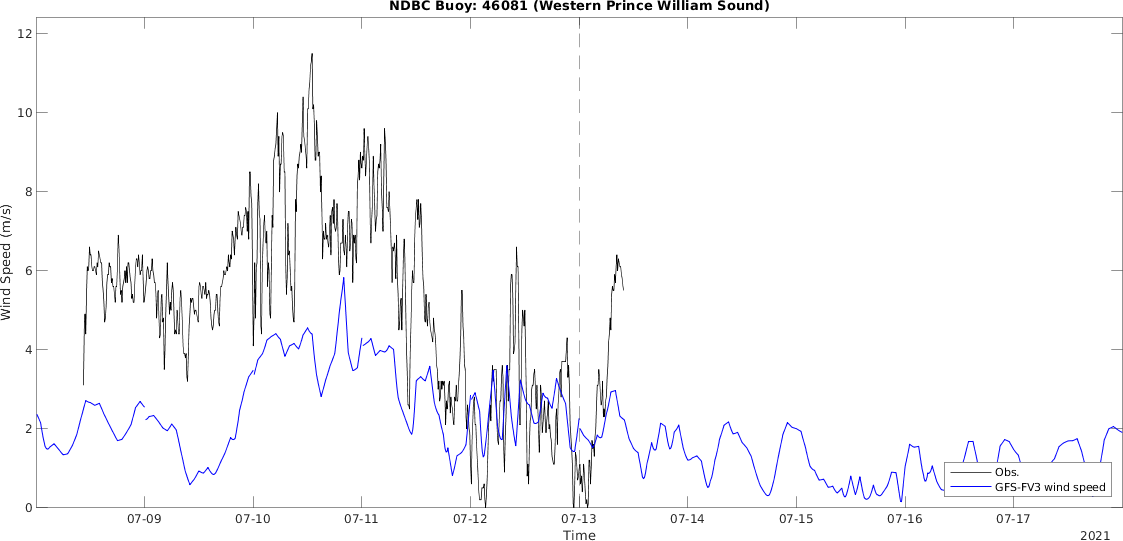 NDBC Buoy: 46081 (Western Prince William Sound)
12
10
8
6
4
2
0
Wind Speed (m/s)
Obs.
GFS-FV3 wind speed
07-09 07-10 07-11 07-12 07-13 07-14 07-15 07-16 07-17
Time
2021